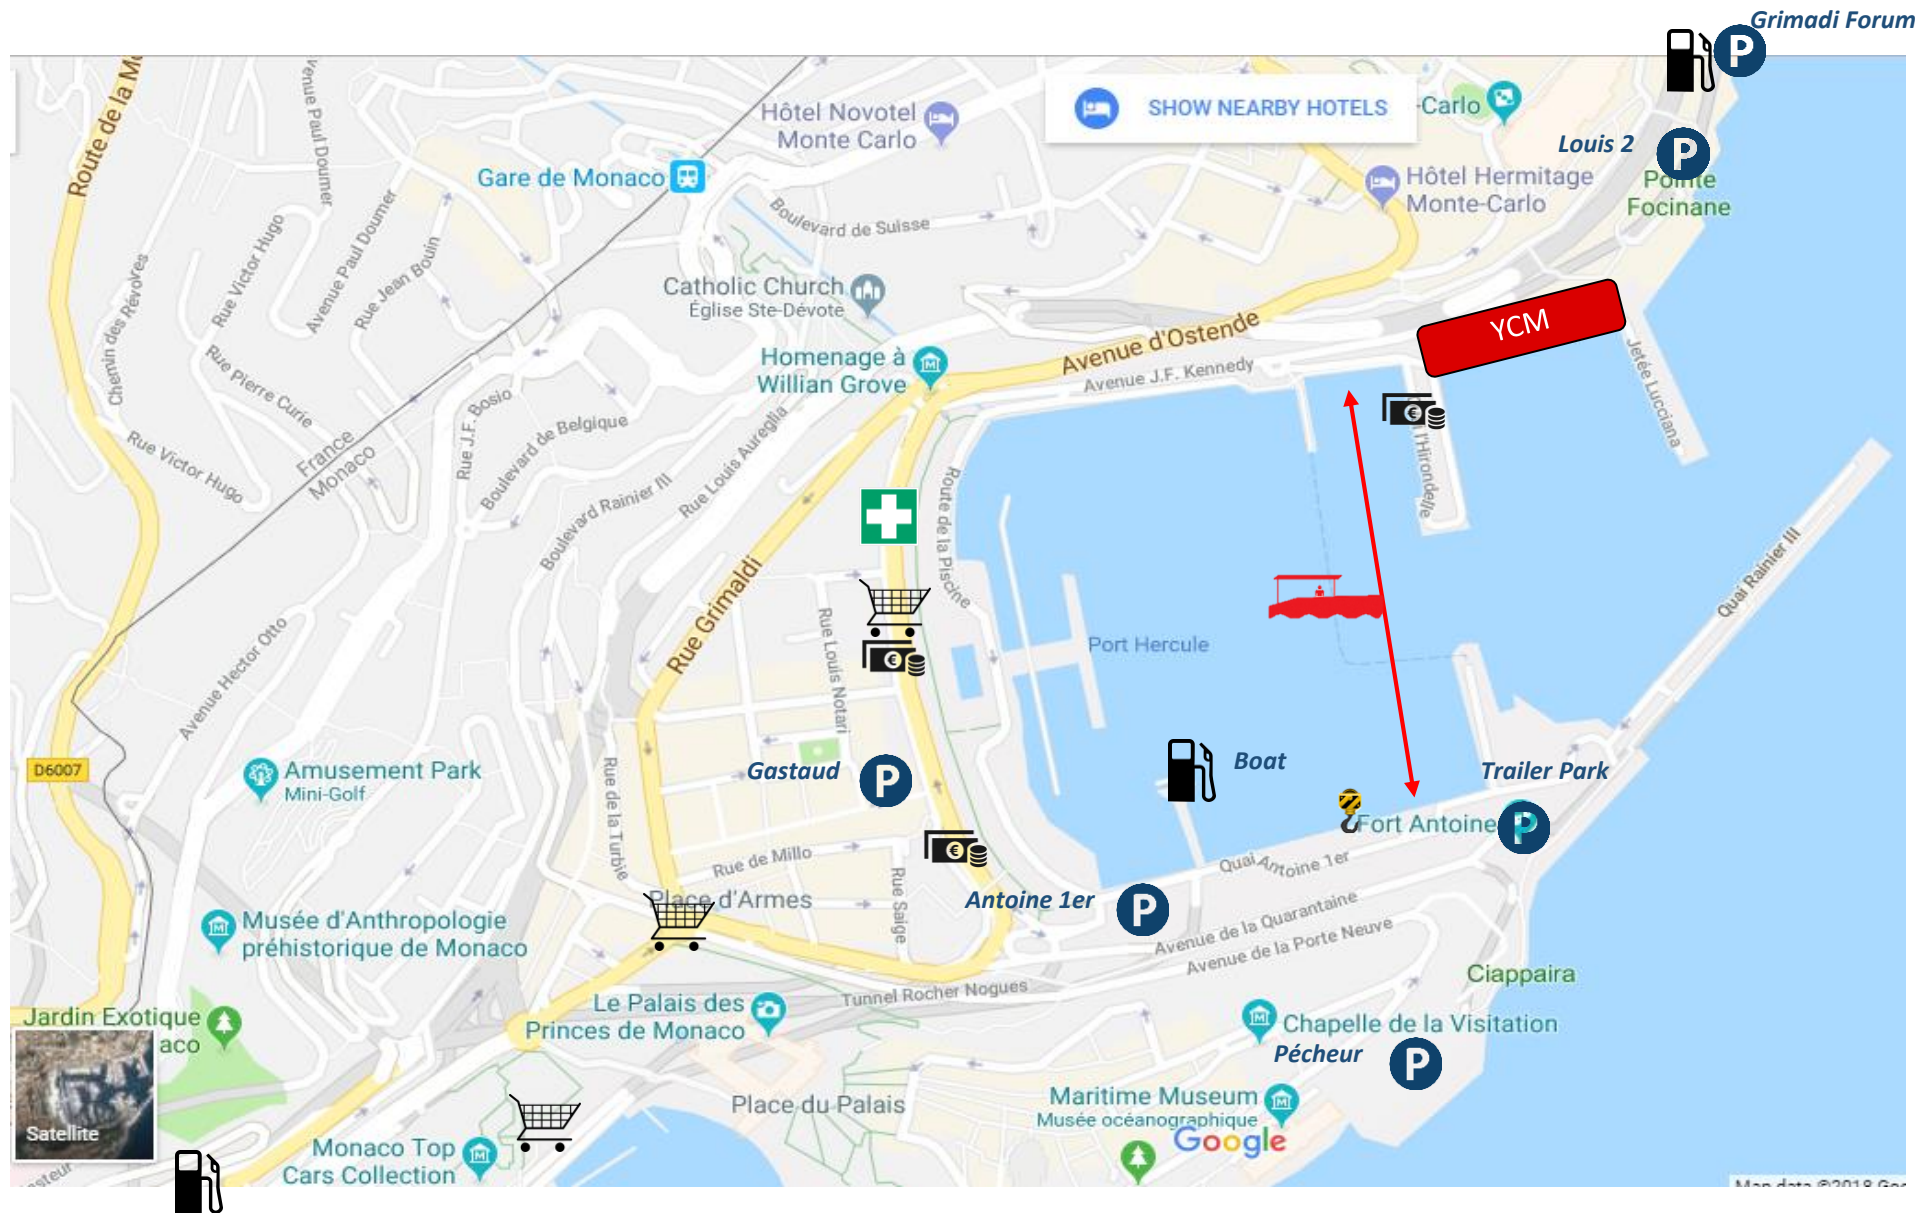 Grimadi Forum
Route de la Mo
venue Paul Doumer
Hôtel Novotel
Monte Carlo
SHOW NEARBY HOTELS
-Carlo
Louis 2
P
P
Gare de Monaco
Hôtel Hermitage
Monte-Carlo
Pointe
Focinane
Boulevard de Suisse
Rue Victor Hugo
Avenue Paul Doumer
Rue Jean Bouin
Chemin des Révoires
Catholic Church
Église Ste-Dévote
YCM
Avenue d'Ostende
Avenue J.F. Kennedy
Homenage à
Willian Grove
Jetée Lucciana
Rue Pierre Curie
Rue J.F. Bosio
Boulevard de Belgique
Rue Louis Aureglia
France
Monaco
Rue Victor Hugo
Boulevard Rainier III
Route de la Piscine
l'Hirondelle
Quai Rainier III
Rue Grimaldi
Rue Louis Notari
Avenue Hector Otto
Port Hercule
D6007
Amusement Park
Mini-Golf
Rue de la Turbie
Gastaud
P
Boat
Trailer Park
Fort Antoine
P
Rue de Millo
Quai Antoine 1er
Place d'Armes
Rue Saige
Antoine 1er
P
Avenue de la Quarantaine
Avenue de la Porte Neuve
Musée d'Anthropologie
préhistorique de Monaco
Ciappaira
Tunnel Rocher Nogues
Le Palais des
Princes de Monaco
Jardin Exotique
aco
Chapelle de la Visitation
Pécheur
P
Place du Palais
Maritime Museum
Musée océanographique
Google
Satellite
Monaco Top
Cars Collection
asteur
Map data ©2018 Goo